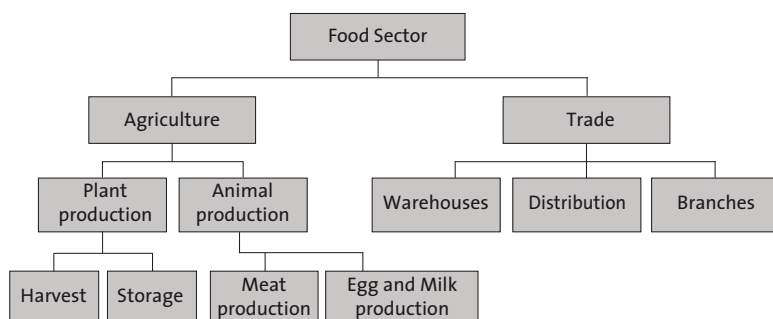 Food Sector
Agriculture
Trade
Plant
production
Animal
production
Warehouses
Distribution
Branches
Harvest
Storage
Meat
production
Egg and Milk
production